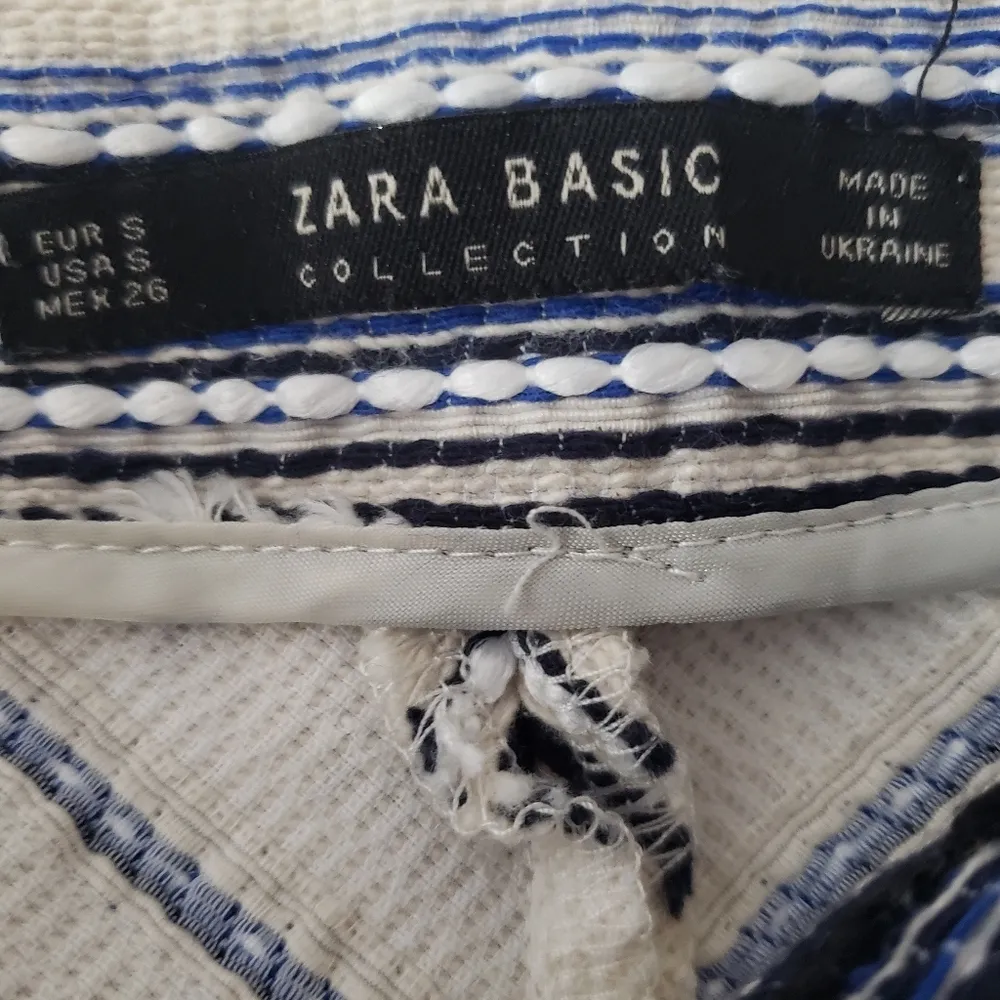 EUR S
USA S
MEX 26
ZARA BASIC
COLLECTION
MADE
IN
UKRAINE